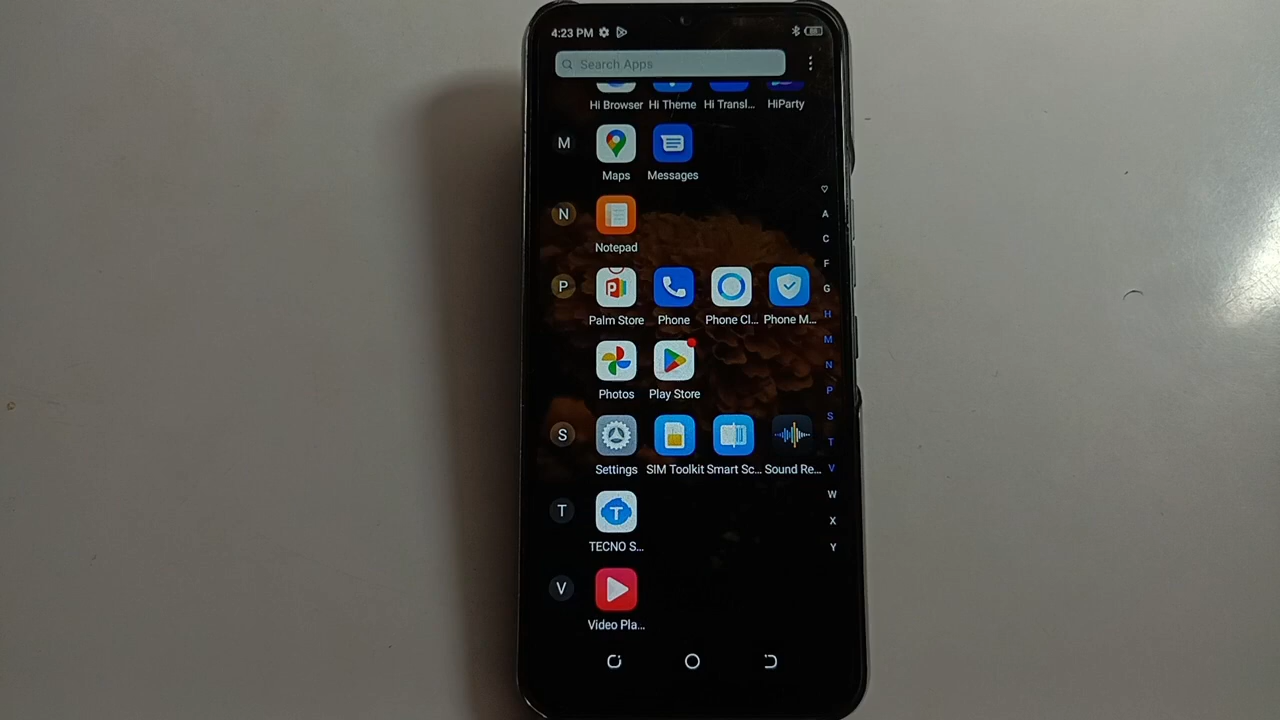 4:23 PM 88
Search Apps
Hi Browser Hi Theme Hi Transl... HiParty
M
Maps Messages
♡
A
N
C
Notepad
F
P
G
Palm Store Phone Phone Cl... Phone M...
H
M
N
Photos Play Store
P
S
S
T
Settings SIM Toolkit Smart Sc... Sound Re...
V
W
T
T
X
TECNO S... Y
V
Video Pla...